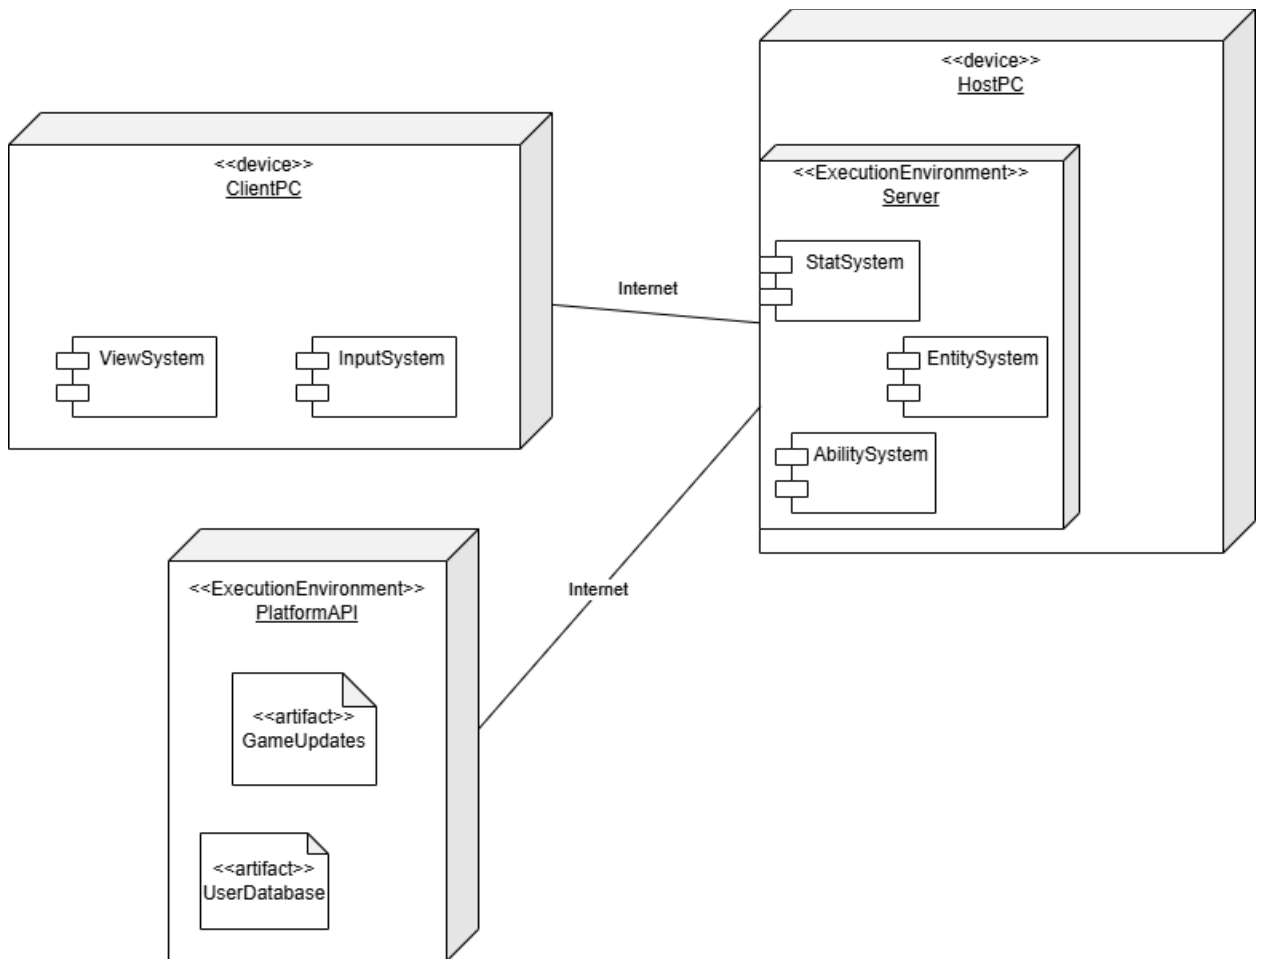 <<device>>
HostPC
<<device>>
ClientPC
<<ExecutionEnvironment>>
Server
StatSystem
Internet
ViewSystem
InputSystem
EntitySystem
AbilitySystem
<<ExecutionEnvironment>>
PlatformAPI
Internet
<<artifact>>
GameUpdates
<<artifact>>
UserDatabase